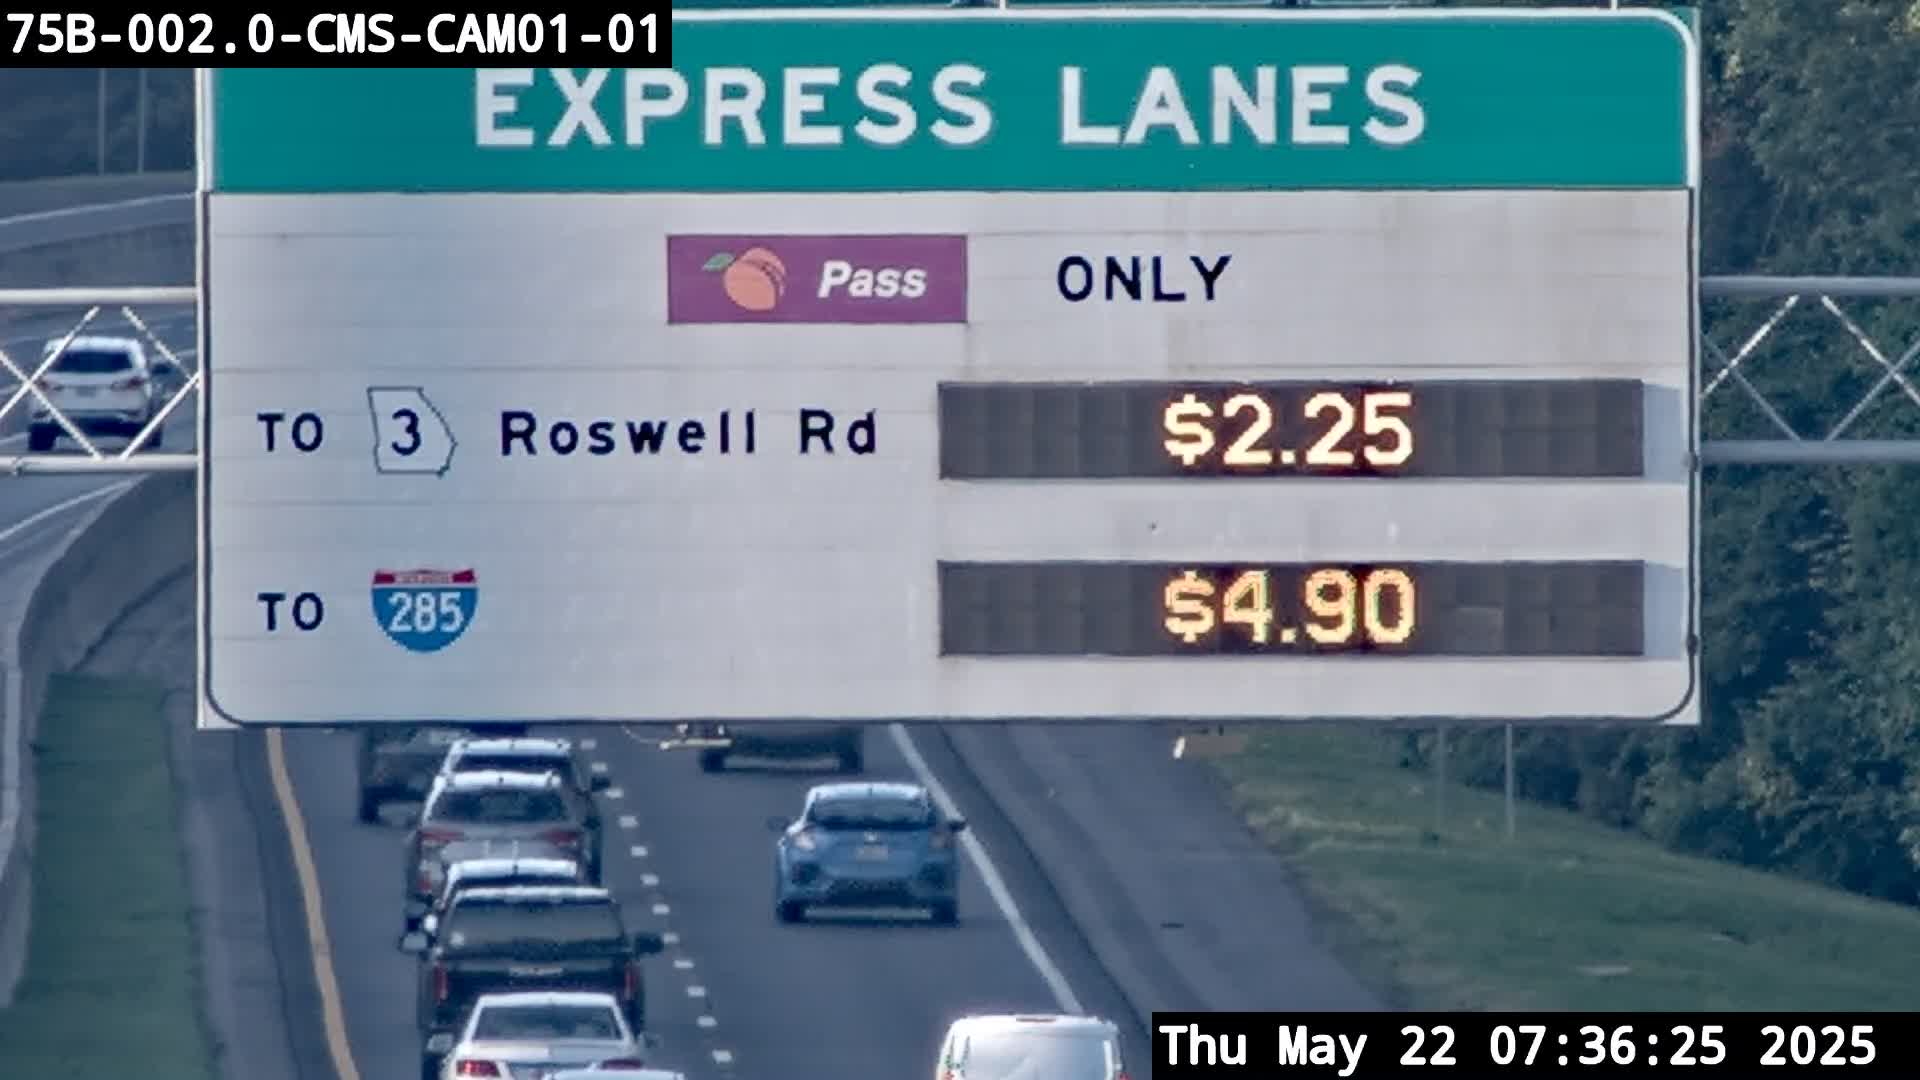 75B-002.0-CMS-CAM01-01
EXPRESS LANES
Pass ONLY
TO 3 Roswell Rd $2.25
TO 285 $4.90
Thu May 22 07:36:25 2025